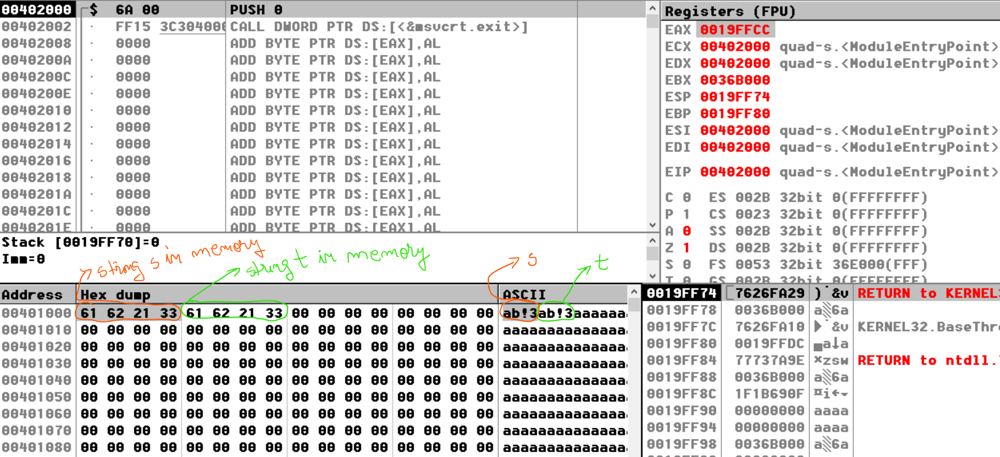 00402000 $ 6A 00 PUSH 0
00402002 · FF15 3C304000 CALL DWORD PTR DS:[<&msvcrt.exit>]
00402008 · 0000 ADD BYTE PTR DS:[EAX],AL
0040200A · 0000 ADD BYTE PTR DS:[EAX],AL
0040200C · 0000 ADD BYTE PTR DS:[EAX],AL
0040200E · 0000 ADD BYTE PTR DS:[EAX],AL
00402010 · 0000 ADD BYTE PTR DS:[EAX],AL
00402012 · 0000 ADD BYTE PTR DS:[EAX],AL
00402014 · 0000 ADD BYTE PTR DS:[EAX],AL
00402016 · 0000 ADD BYTE PTR DS:[EAX],AL
00402018 · 0000 ADD BYTE PTR DS:[EAX],AL
0040201A · 0000 ADD BYTE PTR DS:[EAX],AL
0040201C · 0000 ADD BYTE PTR DS:[EAX],AL
0040201E · 0000 ADD BYTE PTR DS:[EAX],AL
Registers (FPU)
EAX 0019FFCC
ECX 00402000 quad-s.<ModuleEntryPoint>
EDX 00402000 quad-s.<ModuleEntryPoint>
EBX 0036B000
ESP 0019FF74
EBP 0019FF80
ESI 00402000 quad-s.<ModuleEntryPoint>
EDI 00402000 quad-s.<ModuleEntryPoint>
EIP 00402000 quad-s.<ModuleEntryPoint>
C 0 ES 002B 32bit 0(FFFFFFFF)
P 1 CS 0023 32bit 0(FFFFFFFF)
A 0 SS 002B 32bit 0(FFFFFFFF)
Z 1 DS 002B 32bit 0(FFFFFFFF)
S 0 FS 0053 32bit 36E000(FFF)
T 0 GS 002B 32bit 0(FFFFFFFF)
Stack [0019FF70]=0
Imm=0
string s in memory
string t in memory
s
t
Address Hex dump ASCII
00401000 61 62 21 33 61 62 21 33 00 00 00 00 00 00 00 00 ab!3ab!3aaaaaa
00401010 00 00 00 00 00 00 00 00 00 00 00 00 00 00 00 00 aaaaaaaaaaaaaa
00401020 00 00 00 00 00 00 00 00 00 00 00 00 00 00 00 00 aaaaaaaaaaaaaa
00401030 00 00 00 00 00 00 00 00 00 00 00 00 00 00 00 00 aaaaaaaaaaaaaa
00401040 00 00 00 00 00 00 00 00 00 00 00 00 00 00 00 00 aaaaaaaaaaaaaa
00401050 00 00 00 00 00 00 00 00 00 00 00 00 00 00 00 00 aaaaaaaaaaaaaa
00401060 00 00 00 00 00 00 00 00 00 00 00 00 00 00 00 00 aaaaaaaaaaaaaa
00401070 00 00 00 00 00 00 00 00 00 00 00 00 00 00 00 00 aaaaaaaaaaaaaa
00401080 00 00 00 00 00 00 00 00 00 00 00 00 00 00 00 00 aaaaaaaaaaaaaa
0019FF74 7626FA29 )˙&v RETURN to KERNEL3
0019FF78 0036B000 a▒6a
0019FF7C 7626FA10 ►˙&v KERNEL32.BaseThre
0019FF80 0019FFDC ▄a↓a
0019FF84 77737A9E ×zsw RETURN to ntdll.
0019FF88 0036B000 a▒6a
0019FF8C 1F1B690F ¤i←▼
0019FF90 00000000 aaaa
0019FF94 00000000 aaaa
0019FF98 0036B000 a▒6a